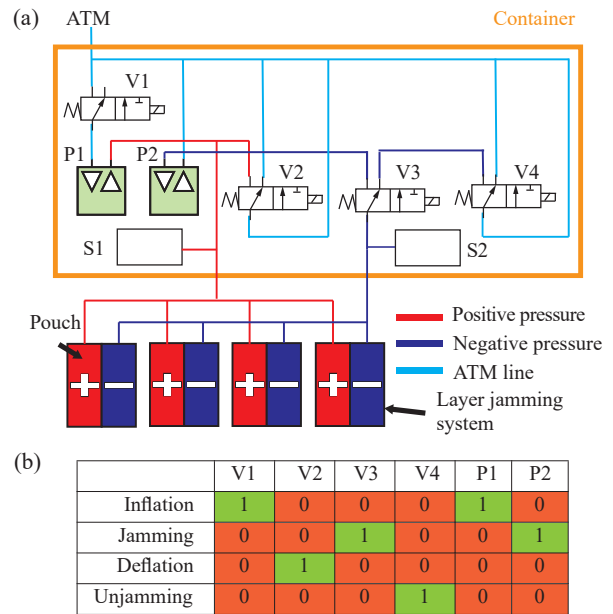 (a)
ATM
Container
V1
P1
P2
V2
V3
V4
S1
S2
Pouch
Positive pressure
Negative pressure
ATM line
Layer jamming
system
(b)
V1 V2 V3 V4 P1 P2
Inflation 1 0 0 0 1 0
Jamming 0 0 1 0 0 1
Deflation 0 1 0 0 0 0
Unjamming 0 0 0 1 0 0